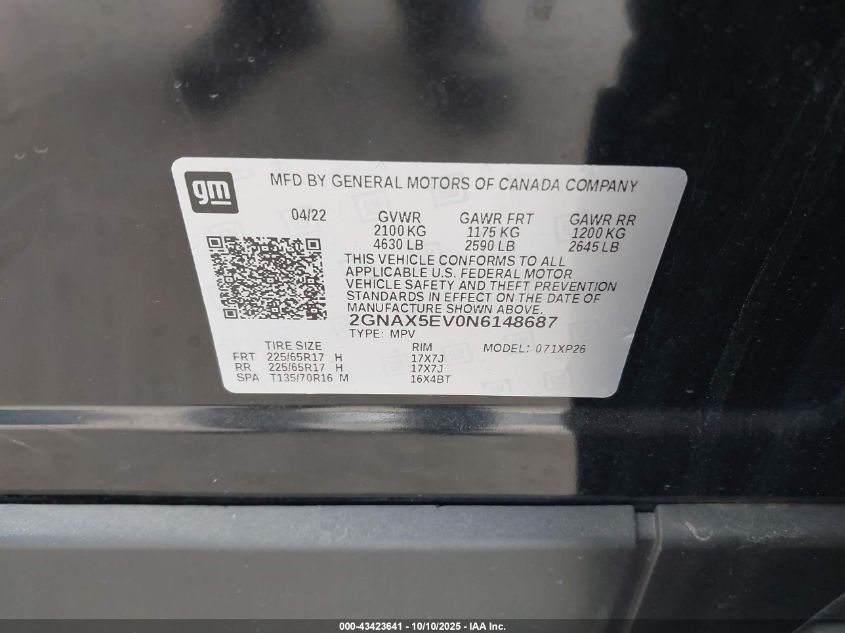 gm
MFD BY GENERAL MOTORS OF CANADA COMPANY
04/22 GVWR GAWR FRT GAWR RR
2100 KG 1175 KG 1200 KG
4630 LB 2590 LB 2645 LB
THIS VEHICLE CONFORMS TO ALL
APPLICABLE U.S. FEDERAL MOTOR
VEHICLE SAFETY AND THEFT PREVENTION
STANDARDS IN EFFECT ON THE DATE OF
MANUFACTURE SHOWN ABOVE.
2GNAX5EV0N6148687
TYPE: MPV
TIRE SIZE RIM MODEL: 071XP26
FRT 225/65R17 H 17X7J
RR 225/65R17 H 17X7J
SPA T135/70R16 M 16X4BT
000-43423641 - 10/10/2025 - IAA Inc.